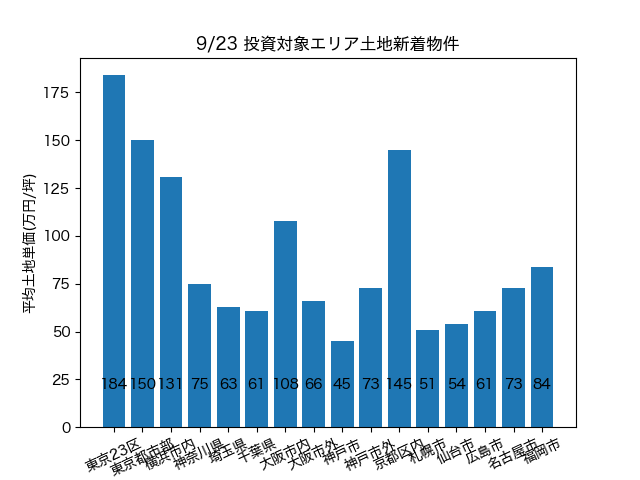 9/23 投資対象エリア土地新着物件
平均土地単価(万円/坪)
175
150
125
100
75
50
25
0
184 150 131 75 63 61 108 66 45 73 145 51 54 61 73 84
東京23区 東京都市部 横浜市内 神奈川県 埼玉県 千葉県 大阪市内 大阪市外 神戸市 神戸市外 京都区内 札幌市 仙台市 広島市 名古屋市 福岡市